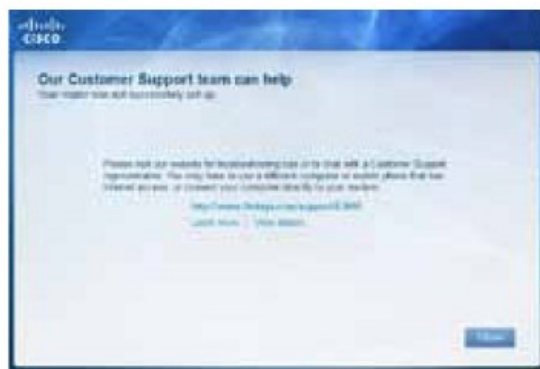 CISCO
Our Customer Support team can help
Your router was not successfully set up.
Please visit our website for troubleshooting tips or to chat with a Customer Support
representative. You may have to use a different computer or mobile phone that has
Internet access, or connect your computer directly to your modem.
Learn more | View details